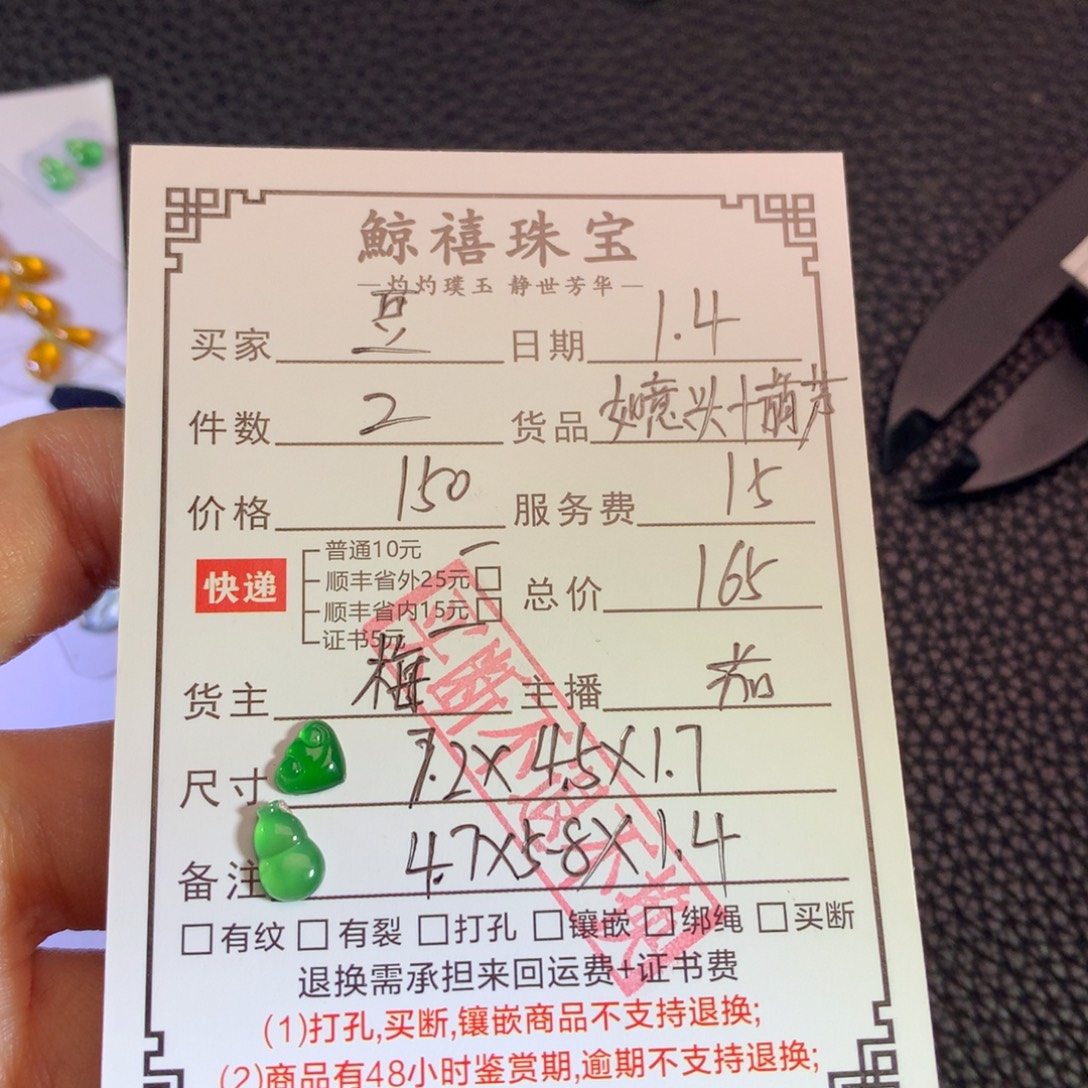 鲸禧珠宝
—灼灼璞玉 静世芳华—
买家 豆 日期 1.4
件数 2 货品 如意头+葫芦
价格 150 服务费 15
快递
普通10元
顺丰省外25元☐
顺丰省内15元☐
证书5元
总价 165
货主 梅 主播 茄
尺寸 7.2X4.5X1.7
备注 4.7X5-8X1.4
☐有纹☐有裂☐打孔☐镶嵌☐绑绳☐买断
退换需承担来回运费+证书费
(1)打孔,买断,镶嵌商品不支持退换;
(2)商品有48小时鉴赏期,逾期不支持退换;
买断不退不换